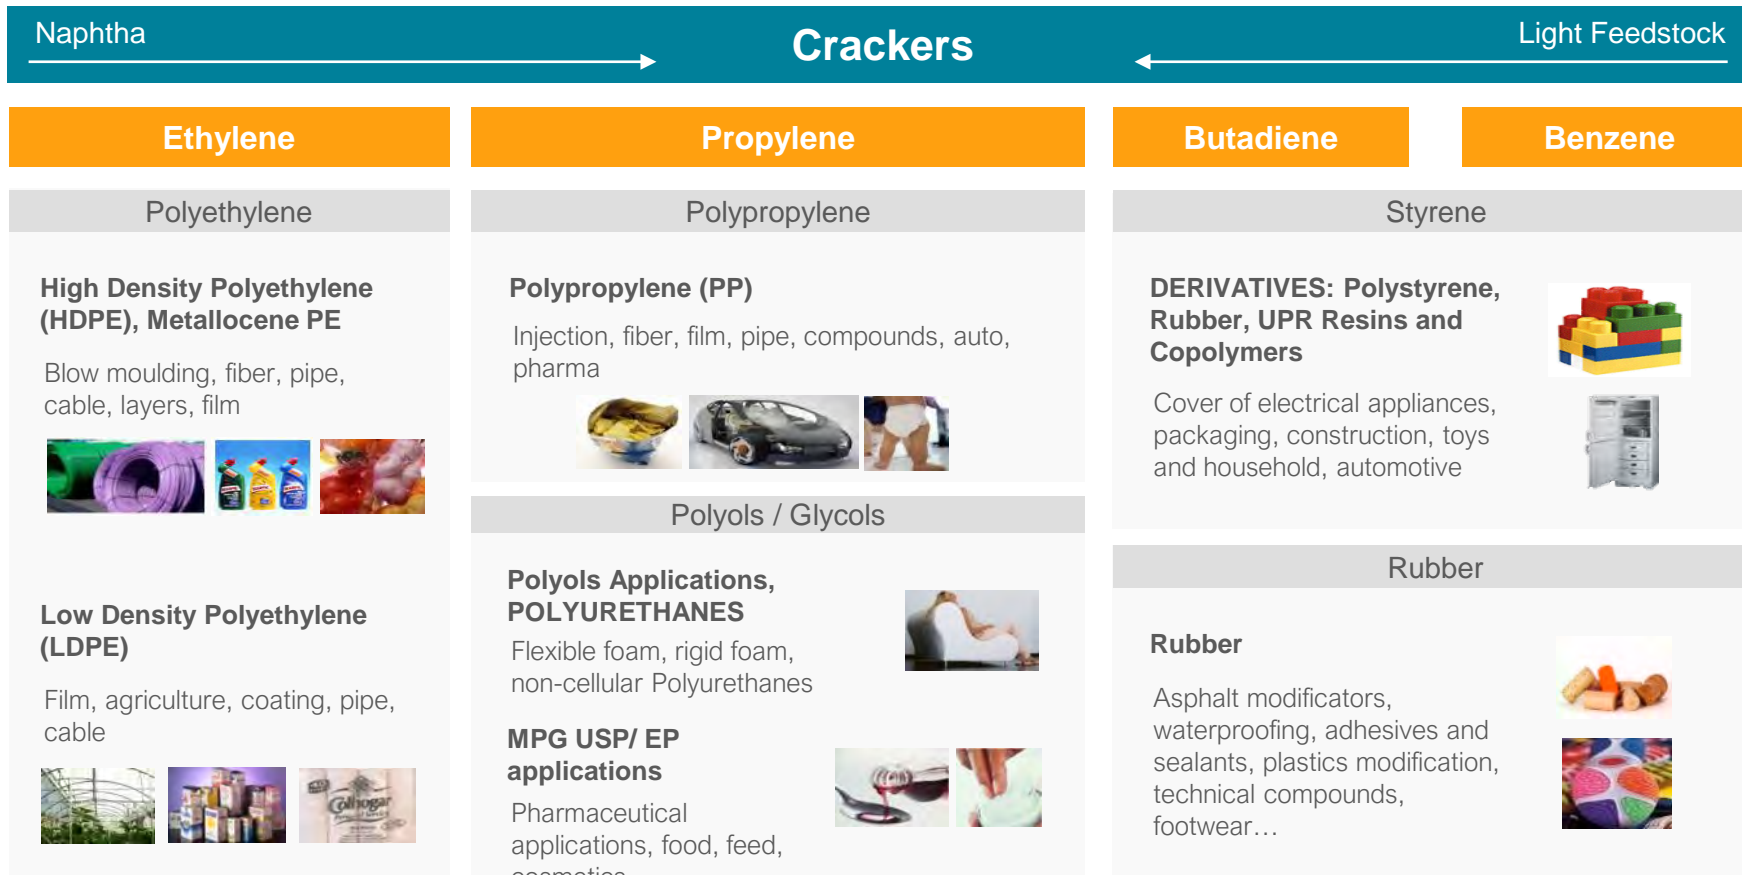 Naphtha
Crackers
Light Feedstock
Ethylene
Propylene
Butadiene
Benzene
Polyethylene
High Density Polyethylene
(HDPE), Metallocene PE
Blow moulding, fiber, pipe,
cable, layers, film
Low Density Polyethylene
(LDPE)
Film, agriculture, coating, pipe,
cable
Colhogar
Polypropylene
Polypropylene (PP)
Injection, fiber, film, pipe, compounds, auto,
pharma
Polyols / Glycols
Polyols Applications,
POLYURETHANES
Flexible foam, rigid foam,
non-cellular Polyurethanes
MPG USP/ EP
applications
Pharmaceutical
applications, food, feed,
Styrene
DERIVATIVES: Polystyrene,
Rubber, UPR Resins and
Copolymers
Cover of electrical appliances,
packaging, construction, toys
and household, automotive
Rubber
Rubber
Asphalt modificators,
waterproofing, adhesives and
sealants, plastics modification,
technical compounds,
footwear…